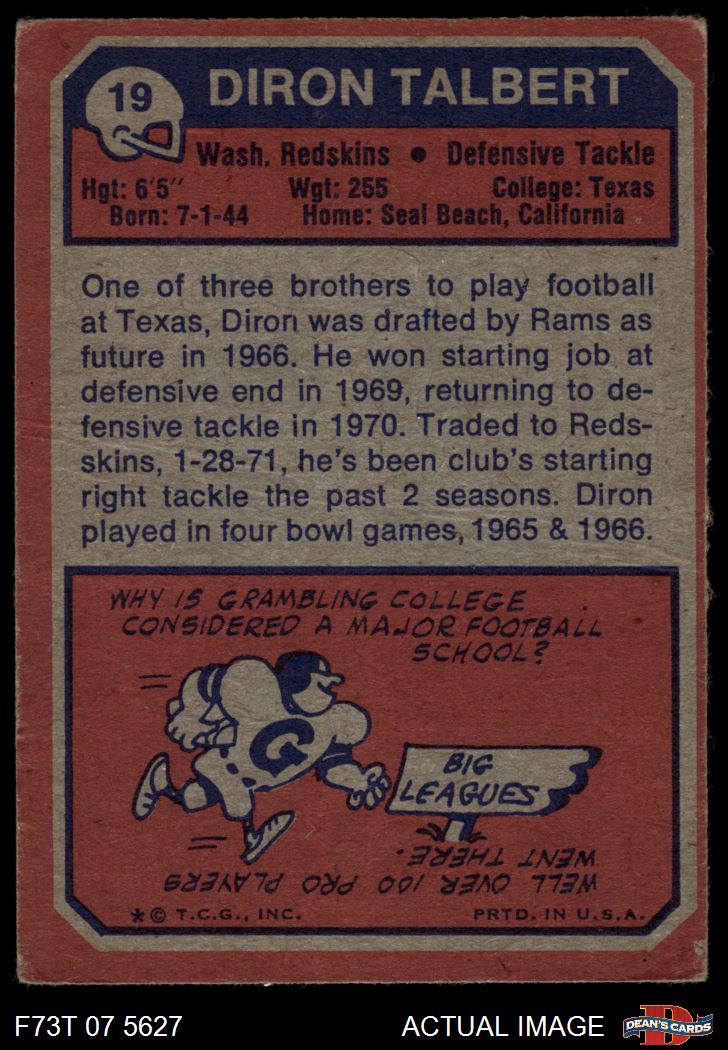 19
DIRON TALBERT
Wash. Redskins • Defensive Tackle
Hgt: 6'5" Wgt: 255 College: Texas
Born: 7-1-44 Home: Seal Beach, California
One of three brothers to play football
at Texas, Diron was drafted by Rams as
future in 1966. He won starting job at
defensive end in 1969, returning to de-
fensive tackle in 1970. Traded to Reds-
skins, 1-28-71, he's been club's starting
right tackle the past 2 seasons. Diron
played in four bowl games, 1965 & 1966.
WHY IS GRAMBLING COLLEGE
CONSIDERED A MAJOR FOOTBALL
SCHOOL?
G
BIG
LEAGUES
WELL OVER 100 PRO PLAYERS
WENT THERE.
*© T.C.G., INC. PRTD. IN U.S.A.
F73T 07 5627 ACTUAL IMAGE
D
DEAN'S CARDS